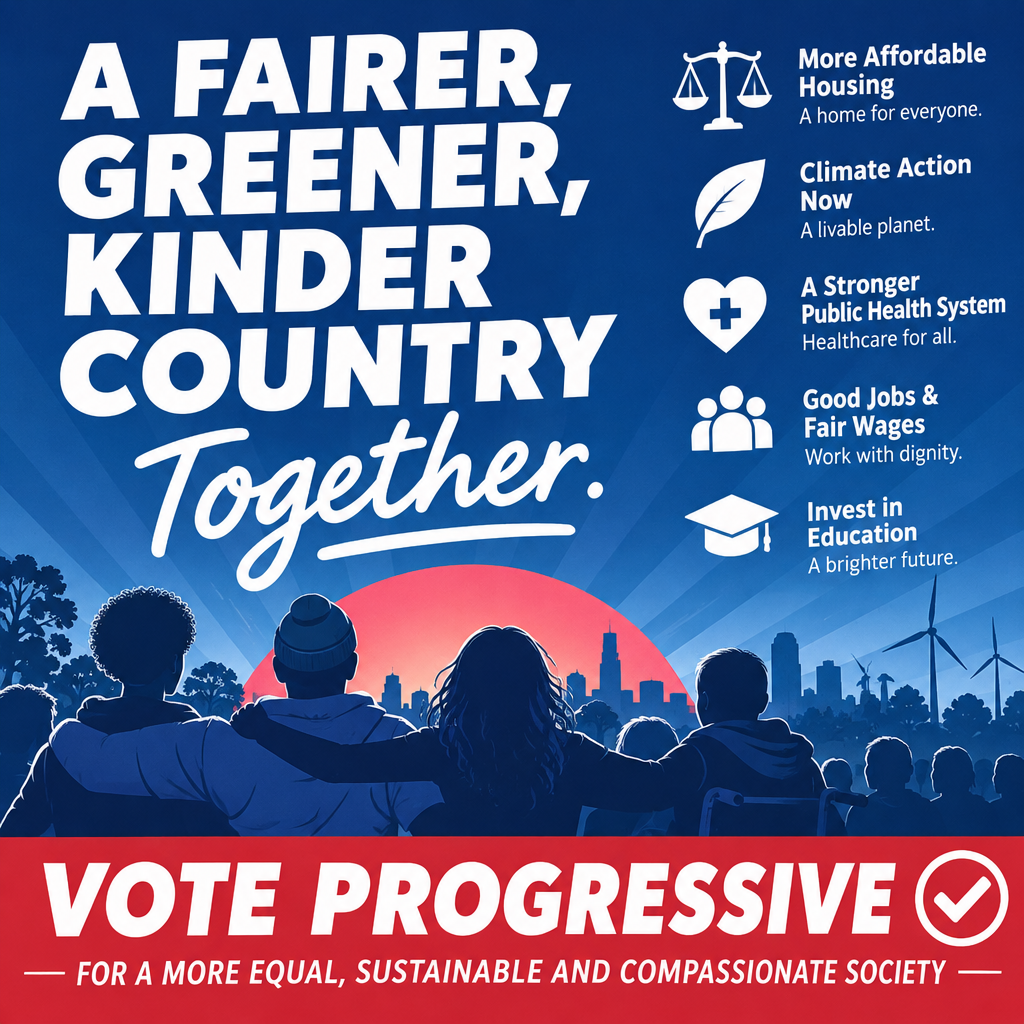 A FAIRER,
GREENER,
KINDER
COUNTRY
Together.
More Affordable
Housing
A home for everyone.
Climate Action
Now
A livable planet.
A Stronger
Public Health System
Healthcare for all.
Good Jobs &
Fair Wages
Work with dignity.
Invest in
Education
A brighter future.
VOTE PROGRESSIVE
FOR A MORE EQUAL, SUSTAINABLE AND COMPASSIONATE SOCIETY